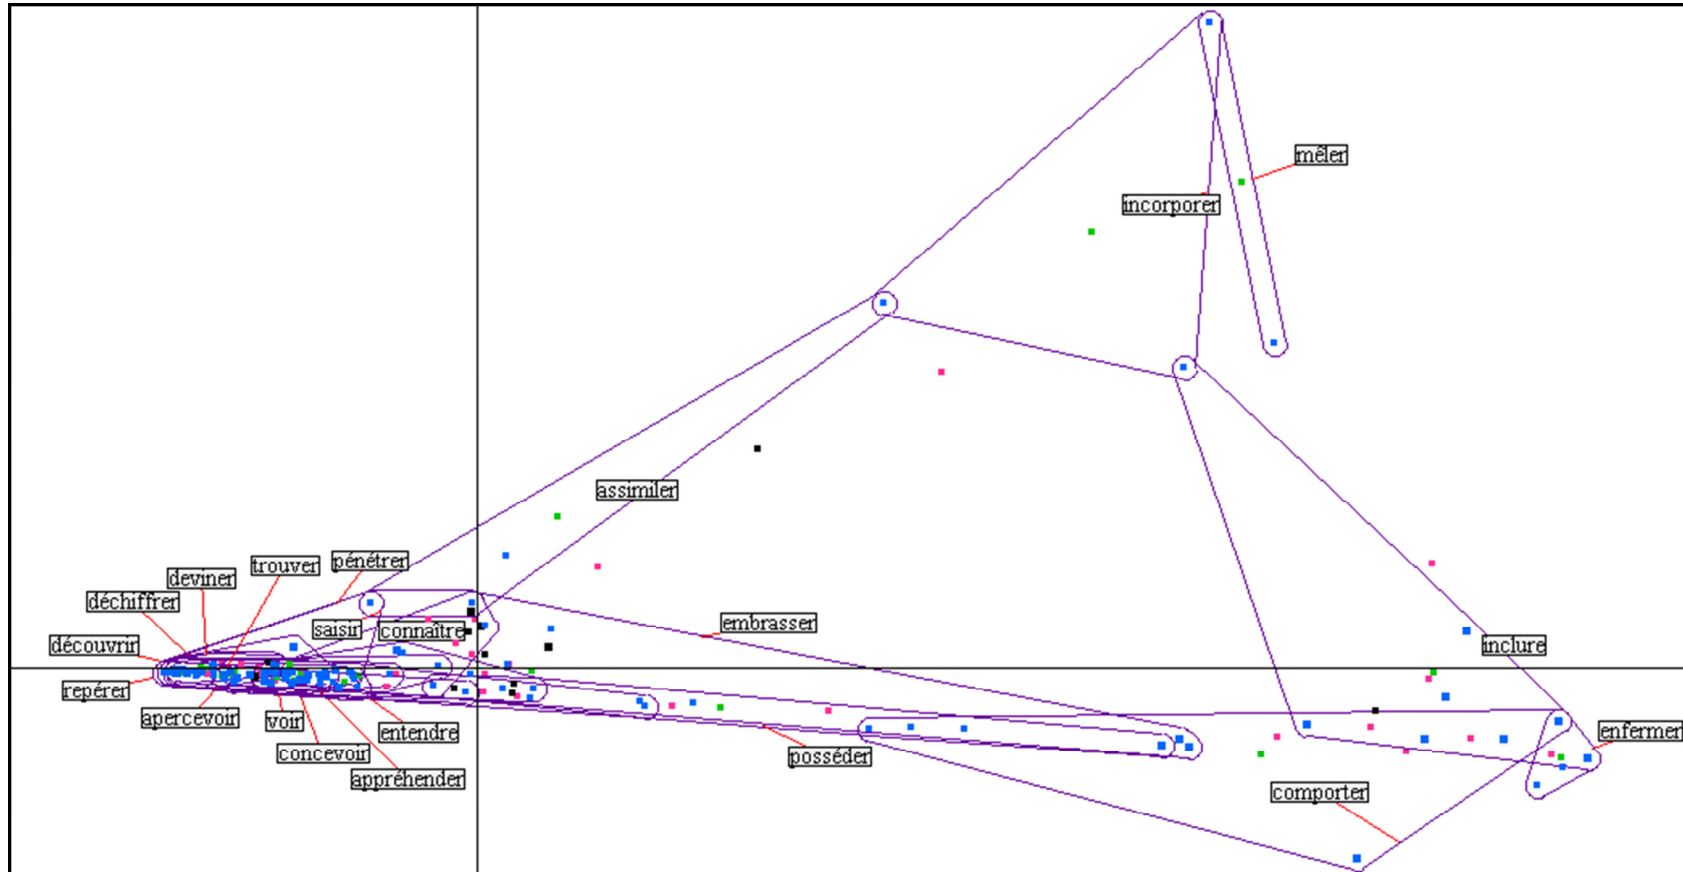 mêler
incorporer
assimiler
trouver
pénétrer
deviner
déchiffrer
saisir
connaître
embrasser
découvrir
inclure
repérer
apercevoir
voir
entendre
enfermer
concevoir
posséder
appréhender
comporter